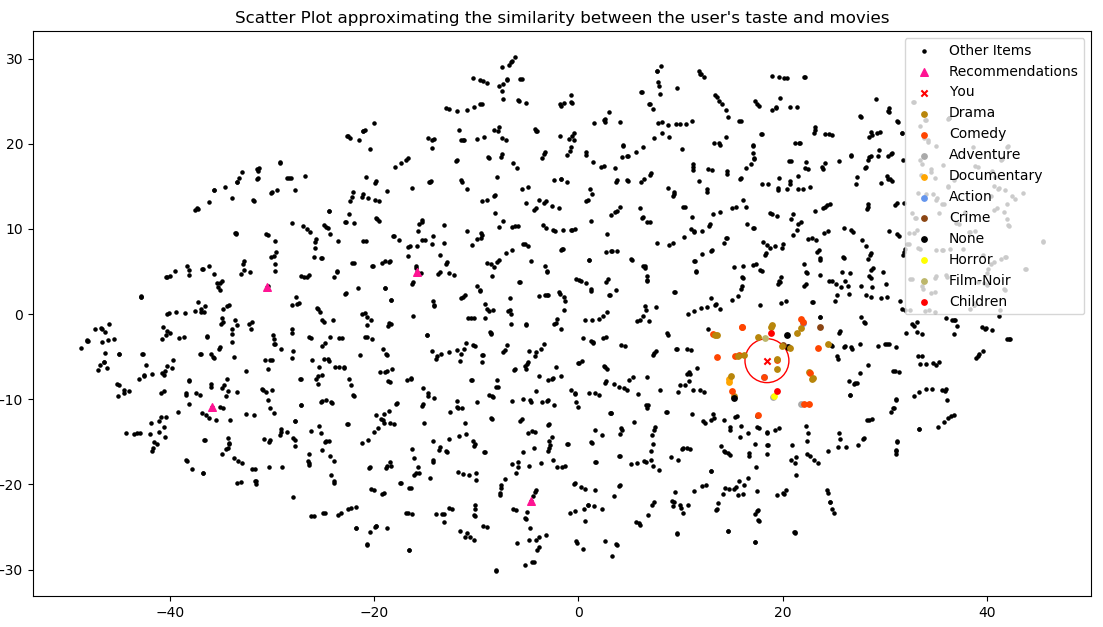 Scatter Plot approximating the similarity between the user's taste and movies
30
20
10
0
−10
−20
−30
−40
−20
0
20
40
Other Items
Recommendations
You
Drama
Comedy
Adventure
Documentary
Action
Crime
None
Horror
Film-Noir
Children